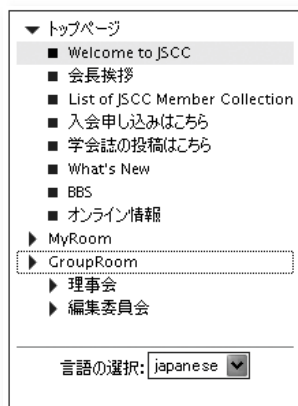 トップページ
Welcome to JSCC
会長挨拶
List of JSCC Member Collection
入会申し込みはこちら
学会誌の投稿はこちら
What's New
BBS
オンライン情報
MyRoom
GroupRoom
理事会
編集委員会
言語の選択: japanese